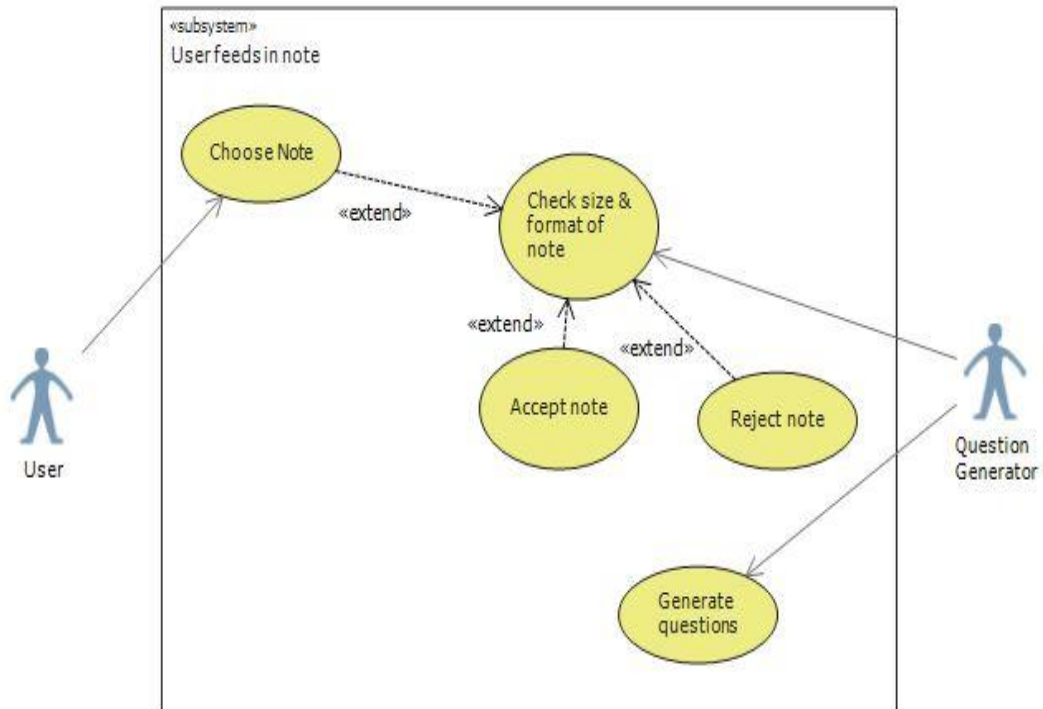 «subsystem»
User feeds in note
Choose Note
«extend»
Check size &
format of
note
«extend»
«extend»
Accept note
Reject note
User
Question
Generator
Generate
questions